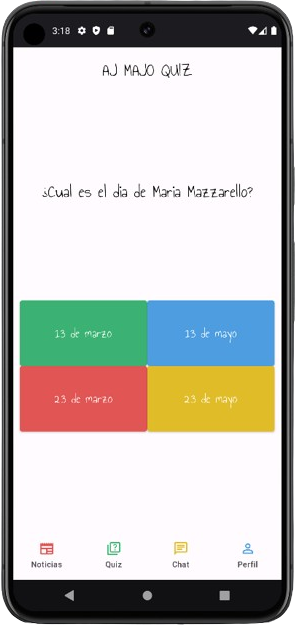 3:18
AJ MAJO QUIZ
¿Cual es el dia de Maria Mazzarello?
13 de marzo
13 de mayo
23 de marzo
23 de mayo
Noticias
Quiz
Chat
Perfil